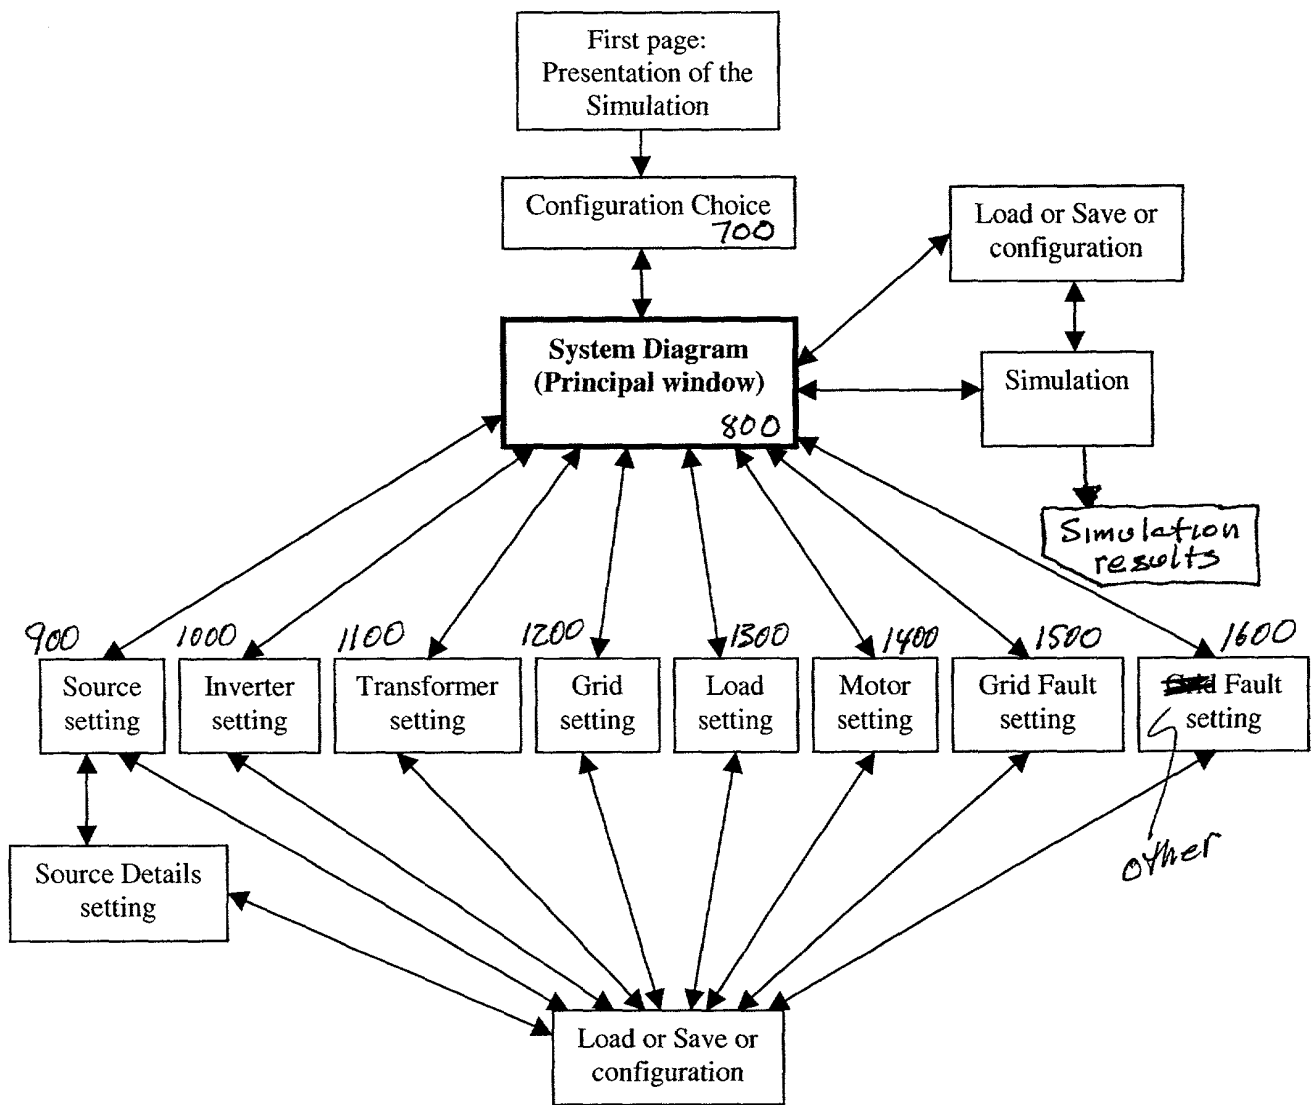 First page:
Presentation of the
Simulation
Configuration Choice
700
Load or Save or
configuration
System Diagram
(Principal window)
800
Simulation
Simulation
results
900
1000
1100
1200
1300
1400
1500
1600
Source
setting
Inverter
setting
Transformer
setting
Grid
setting
Load
setting
Motor
setting
Grid Fault
setting
Fault
setting
other
Source Details
setting
Load or Save or
configuration